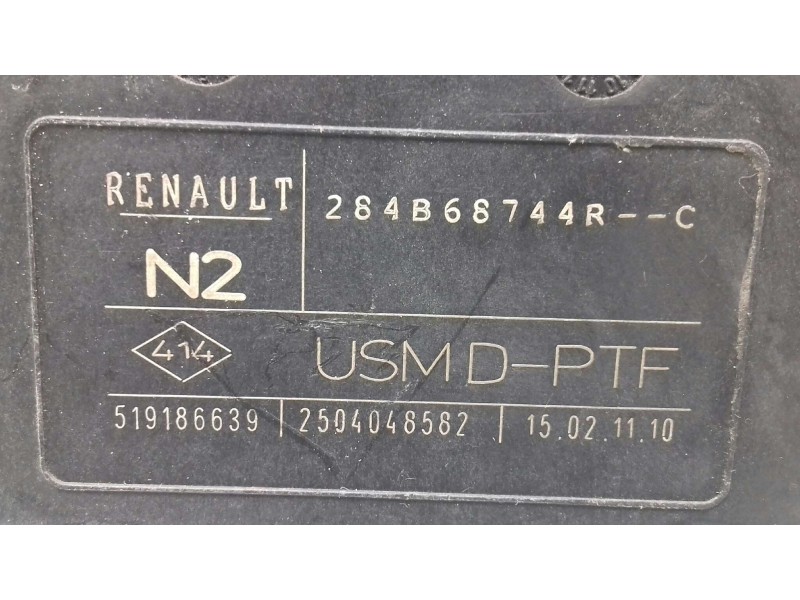 RENAULT 284B68744R--C
N2
414 USM D-PTF
519186639 2504048582 15.02.11.10